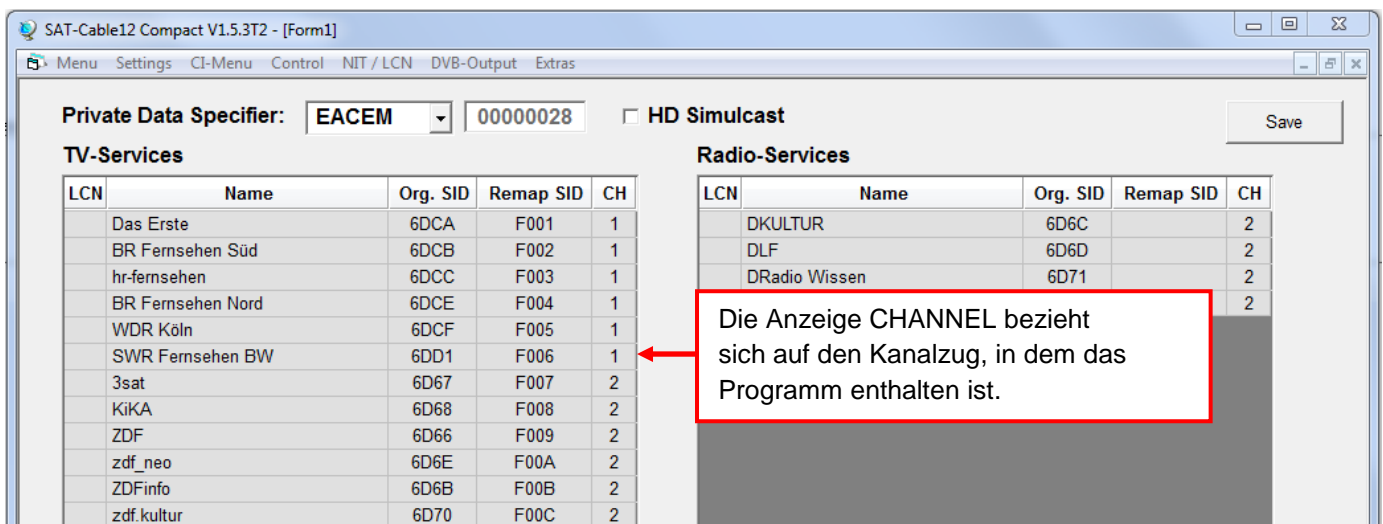 SAT-Cable12 Compact V1.5.3T2 - [Form1]
Menu Settings CI-Menu Control NIT / LCN DVB-Output Extras
Private Data Specifier: EACEM 00000028 HD Simulcast Save
TV-Services Radio-Services
LCN Name Org. SID Remap SID CH LCN Name Org. SID Remap SID CH
Das Erste 6DCA F001 1 DKULTUR 6D6C 2
BR Fernsehen Süd 6DCB F002 1 DLF 6D6D 2
hr-fernsehen 6DCC F003 1 DRadio Wissen 6D71 2
BR Fernsehen Nord 6DCE F004 1 2
WDR Köln 6DCF F005 1
SWR Fernsehen BW 6DD1 F006 1
3sat 6D67 F007 2
KiKA 6D68 F008 2
ZDF 6D66 F009 2
zdf_neo 6D6E F00A 2
ZDFinfo 6D6B F00B 2
zdf.kultur 6D70 F00C 2
Die Anzeige CHANNEL bezieht
sich auf den Kanalzug, in dem das
Programm enthalten ist.